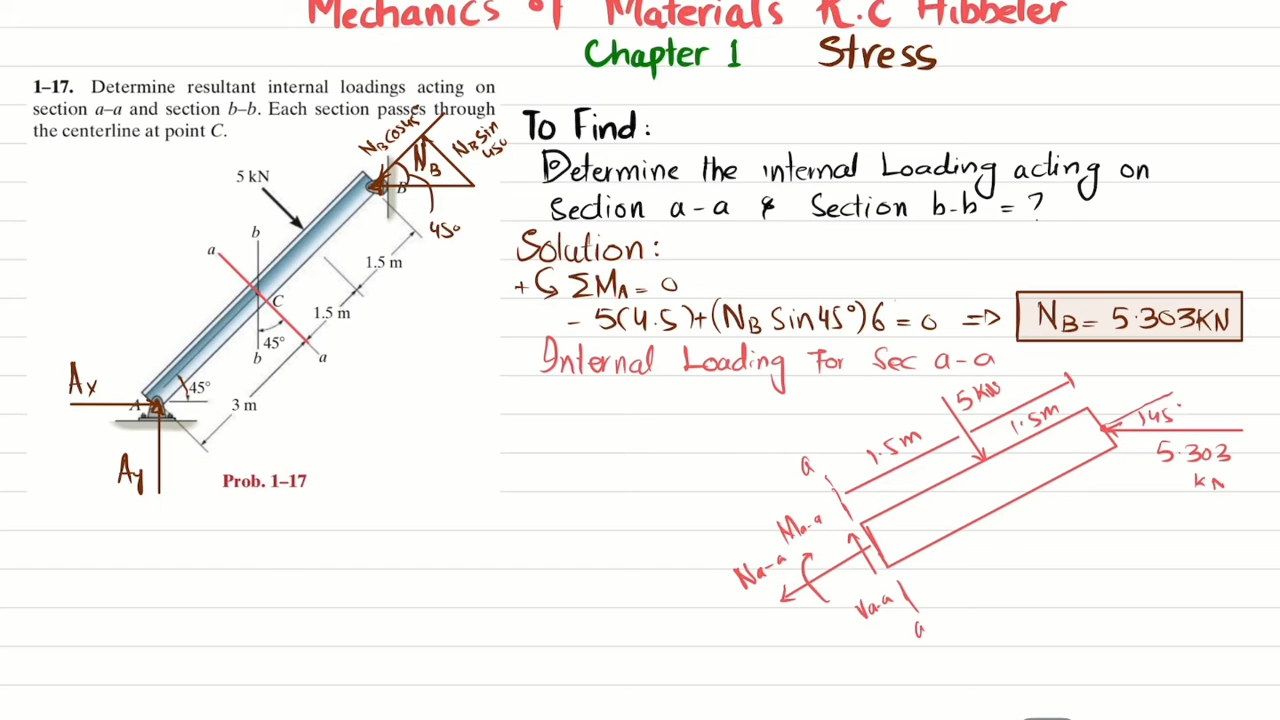 Mechanics of Materials R.C Hibbeler
Chapter 1 Stress
1–17. Determine resultant internal loadings acting on
section a–a and section b–b. Each section passes through
the centerline at point C.
NB cos45°
NB
NB sin
45°
B
45°
5 kN
b
a
1.5 m
C
1.5 m
45°
b
a
Ax
45°
A
3 m
Ay
Prob. 1–17
To Find:
Determine the internal Loading acting on
Section a-a & Section b-b = ?
Solution:
+ ↺ ΣMA = 0
- 5(4.5)+(NB Sin45°)6 = 0 => NB= 5.303KN
Internal Loading For Sec a-a
5KN
1.5m
1.5m
45°
5.303
KN
a
Ma-a
Na-a
Va-a
a